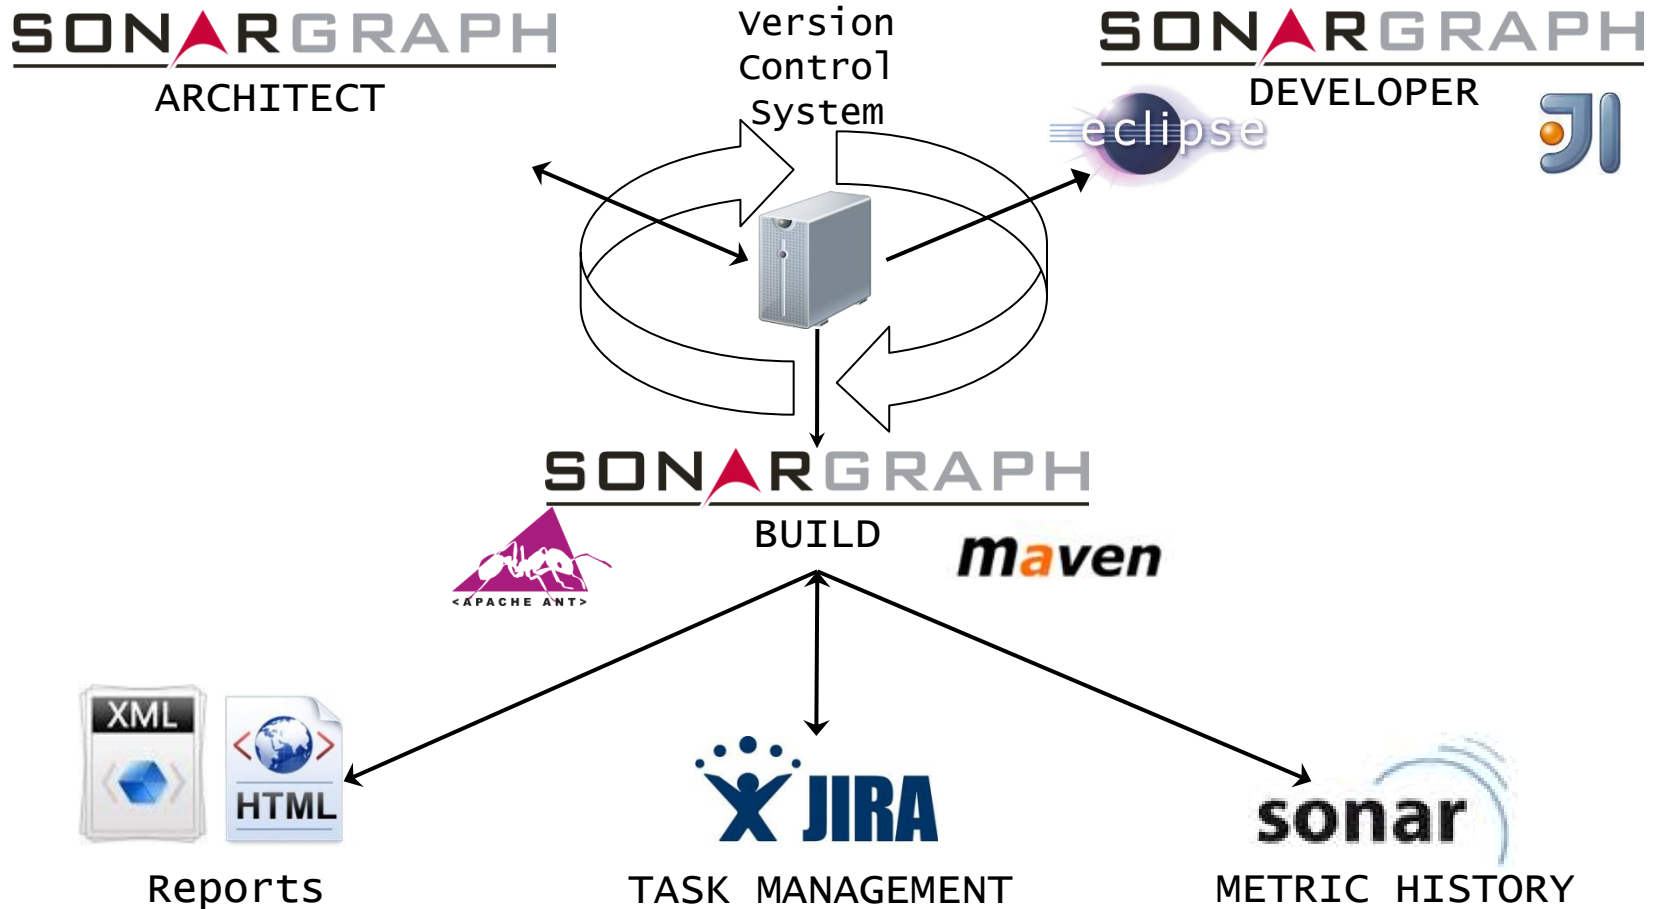 SONARGRAPH
ARCHITECT
Version
Control
System
SONARGRAPH
DEVELOPER
eclipse
JI
SONARGRAPH
BUILD
<APACHE ANT>
maven
XML
HTML
JIRA
sonar
Reports
TASK MANAGEMENT
METRIC HISTORY